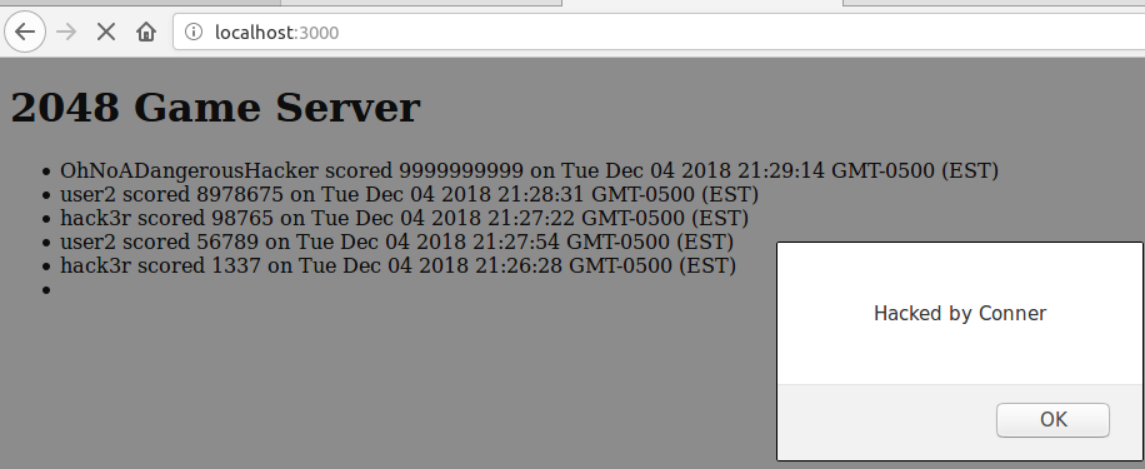 localhost:3000
2048 Game Server
OhNoADangerousHacker scored 9999999999 on Tue Dec 04 2018 21:29:14 GMT-0500 (EST)
user2 scored 8978675 on Tue Dec 04 2018 21:28:31 GMT-0500 (EST)
hack3r scored 98765 on Tue Dec 04 2018 21:27:22 GMT-0500 (EST)
user2 scored 56789 on Tue Dec 04 2018 21:27:54 GMT-0500 (EST)
hack3r scored 1337 on Tue Dec 04 2018 21:26:28 GMT-0500 (EST)
Hacked by Conner
OK